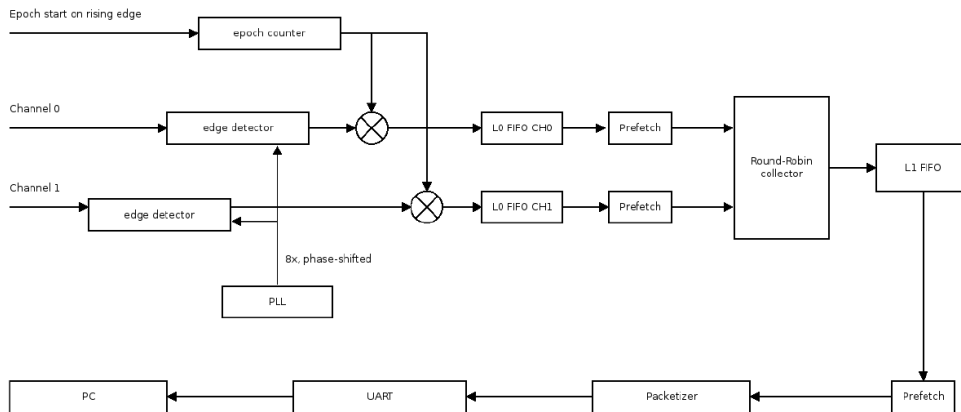 Epoch start on rising edge
epoch counter
Channel 0
edge detector
L0 FIFO CH0
Prefetch
Round-Robin
collector
L1 FIFO
Channel 1
edge detector
L0 FIFO CH1
Prefetch
8x, phase-shifted
PLL
PC
UART
Packetizer
Prefetch